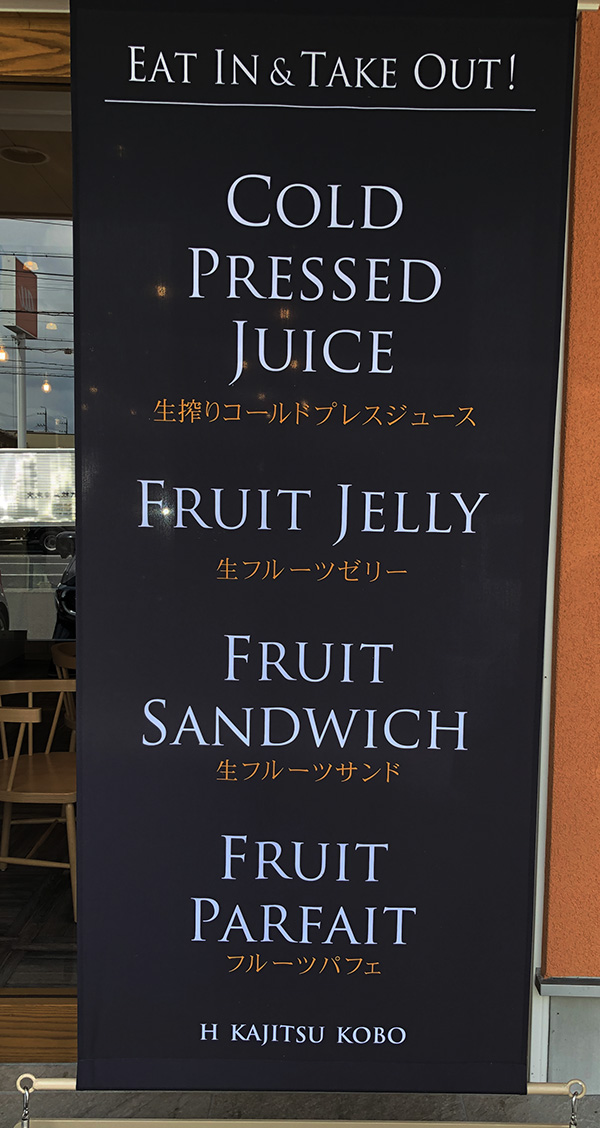 EAT IN & TAKE OUT!
COLD
PRESSED
JUICE
生搾りコールドプレスジュース
FRUIT JELLY
生フルーツゼリー
FRUIT
SANDWICH
生フルーツサンド
FRUIT
PARFAIT
フルーツパフェ
H KAJITSU KOBO